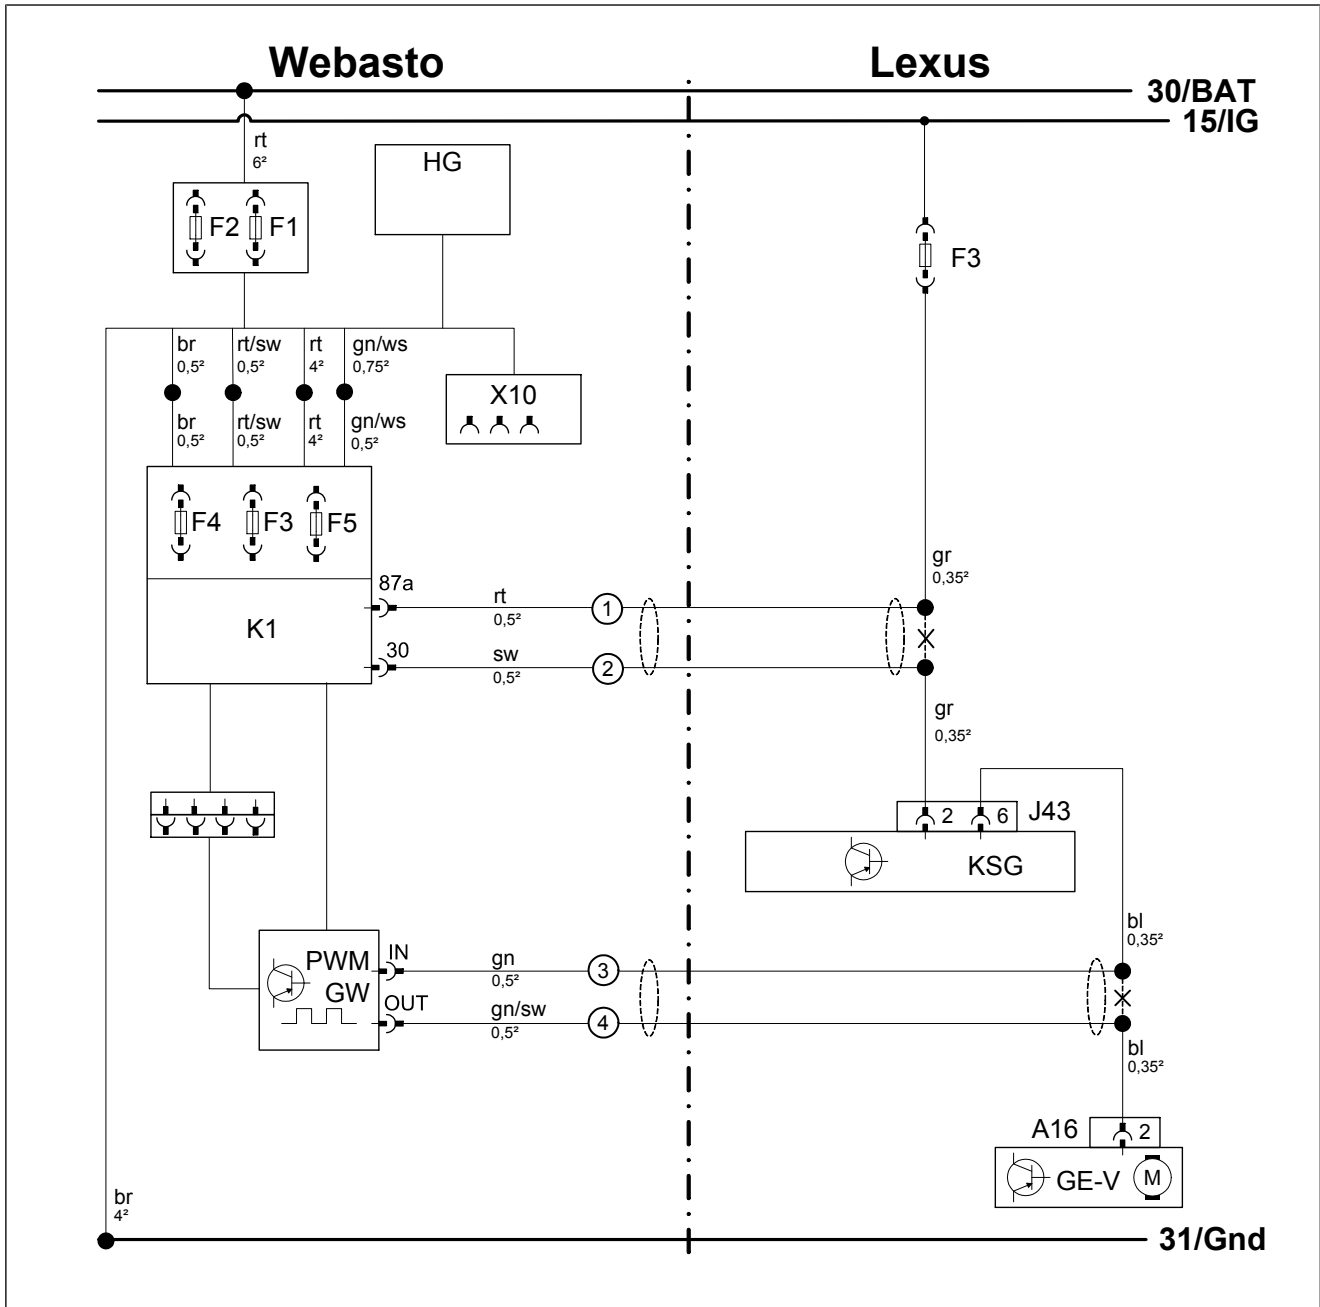 Webasto
Lexus
30/BAT
15/IG
rt
6²
HG
F2
F1
F3
br
0,5²
rt/sw
0,5²
rt
4²
gn/ws
0,75²
X10
br
0,5²
rt/sw
0,5²
rt
4²
gn/ws
0,5²
F4
F3
F5
gr
0,35²
87a
rt
0,5²
1
K1
30
sw
0,5²
2
gr
0,35²
2
6
J43
KSG
bl
0,35²
PWM
GW
IN
gn
0,5²
3
OUT
gn/sw
0,5²
4
bl
0,35²
A16
2
GE-V
M
br
4²
31/Gnd